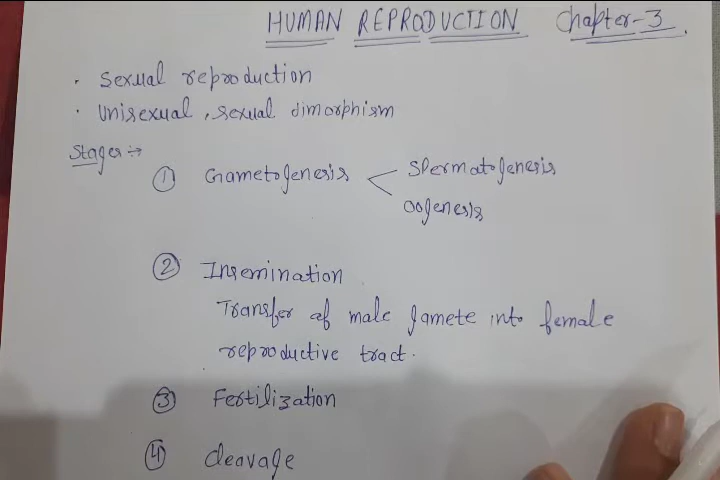 HUMAN REPRODUCTION Chapter-3.
· Sexual reproduction
· Unisexual, sexual dimorphism
Stages :→
① Gametogenesis < Spermatogenesis
oogenesis
② Insemination
Transfer of male gamete into female
reproductive tract.
③ Fertilization
④ cleavage